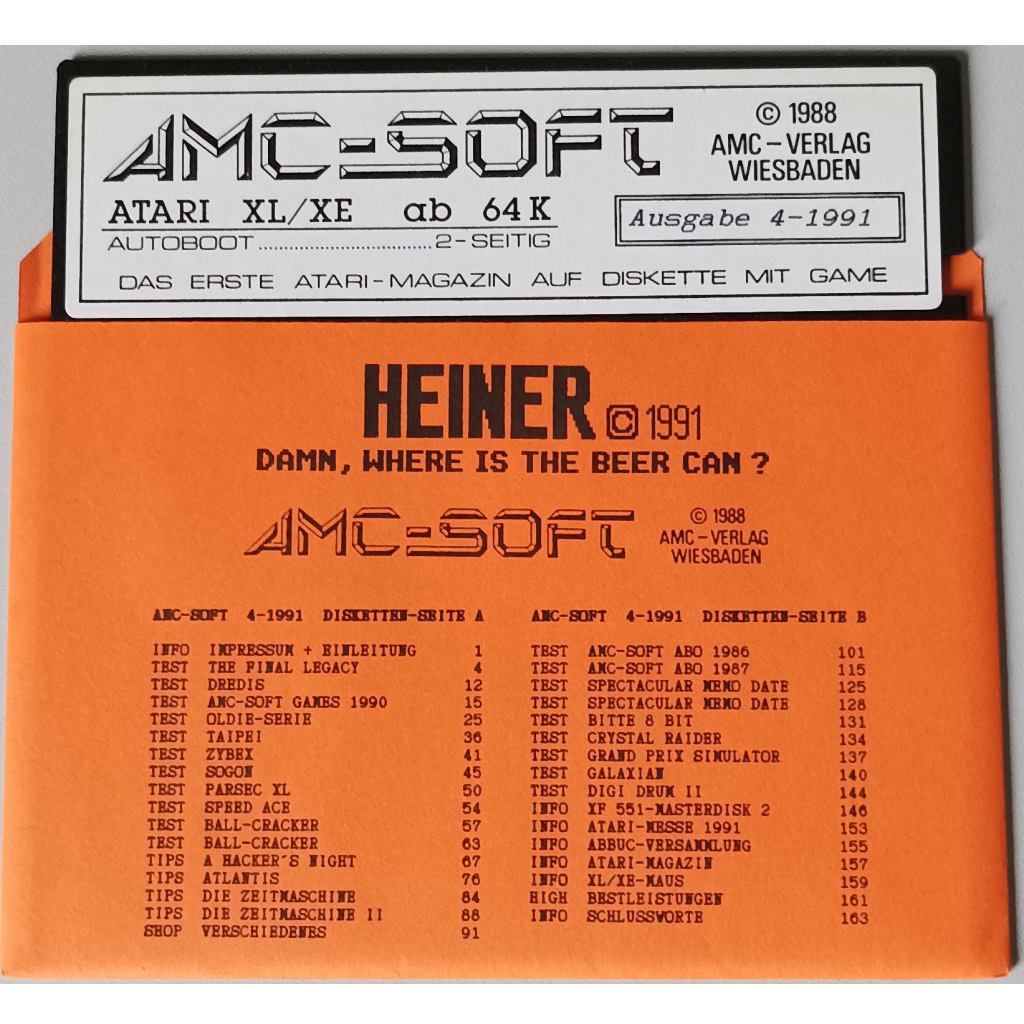 AMC-SOFT
© 1988
AMC-VERLAG
WIESBADEN
ATARI XL/XE ab 64K
AUTOBOOT................................2-SEITIG
Ausgabe 4-1991
DAS ERSTE ATARI-MAGAZIN AUF DISKETTE MIT GAME
HEINER © 1991
DAMN, WHERE IS THE BEER CAN ?
AMC-SOFT
© 1988
AMC-VERLAG
WIESBADEN
AMC-SOFT 4-1991 DISKETTEN-SEITE A
INFO IMPRESSUM + EINLEITUNG 1
TEST THE FINAL LEGACY 4
TEST DREDIS 12
TEST AMC-SOFT GAMES 1990 15
TEST OLDIE-SERIE 25
TEST TAIPEI 36
TEST ZYBEX 41
TEST SOGON 45
TEST PARSEC XL 50
TEST SPEED ACE 54
TEST BALL-CRACKER 57
TEST BALL-CRACKER 63
TIPS A HACKER'S NIGHT 67
TIPS ATLANTIS 76
TIPS DIE ZEITMASCHINE 84
TIPS DIE ZEITMASCHINE II 88
SHOP VERSCHIEDENES 91
AMC-SOFT 4-1991 DISKETTEN-SEITE B
TEST AMC-SOFT ABO 1986 101
TEST AMC-SOFT ABO 1987 115
TEST SPECTACULAR MEMO DATE 125
TEST SPECTACULAR MEMO DATE 128
TEST BITTE 8 BIT 131
TEST CRYSTAL RAIDER 134
TEST GRAND PRIX SIMULATOR 137
TEST GALAXIAN 140
TEST DIGI DRUM II 144
INFO XF 551-MASTERDISK 2 146
INFO ATARI-MESSE 1991 153
INFO ABBUC-VERSAMMLUNG 155
INFO ATARI-MAGAZIN 157
INFO XL/XE-MAUS 159
HIGH BESTLEISTUNGEN 161
INFO SCHLUSSWORTE 163